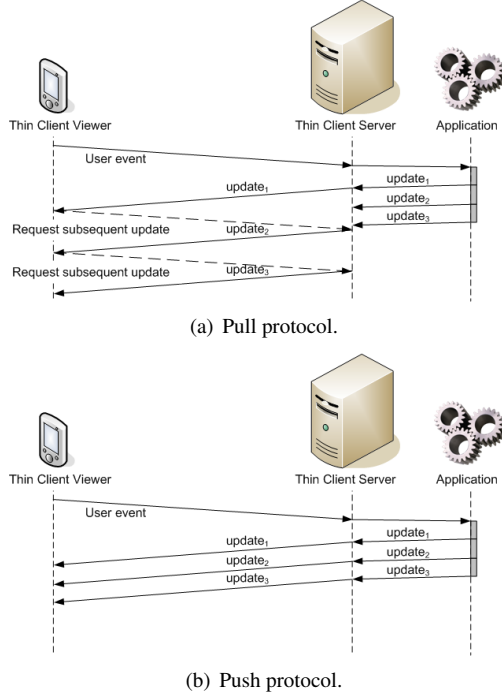 Thin Client Viewer
Thin Client Server
Application
User event
update₁
update₁
update₂
update₃
Request subsequent update
update₂
Request subsequent update
update₃
(a) Pull protocol.
Thin Client Viewer
Thin Client Server
Application
User event
update₁
update₁
update₂
update₂
update₃
update₃
(b) Push protocol.